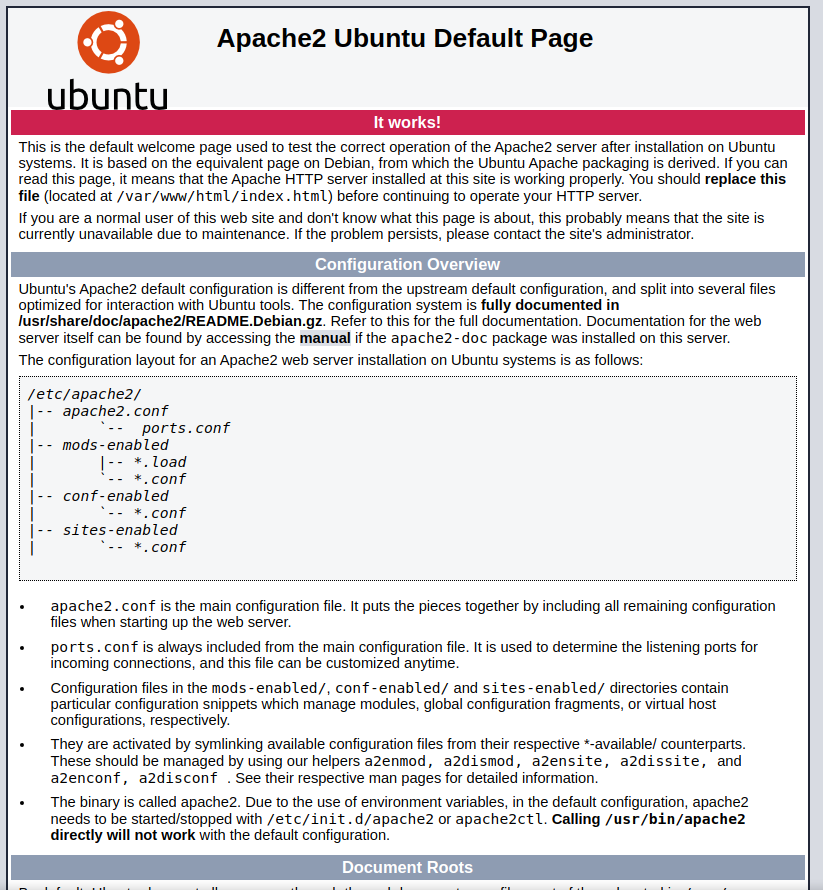 Apache2 Ubuntu Default Page
ubuntu
It works!
This is the default welcome page used to test the correct operation of the Apache2 server after installation on Ubuntu
systems. It is based on the equivalent page on Debian, from which the Ubuntu Apache packaging is derived. If you can
read this page, it means that the Apache HTTP server installed at this site is working properly. You should replace this
file (located at /var/www/html/index.html) before continuing to operate your HTTP server.
If you are a normal user of this web site and don't know what this page is about, this probably means that the site is
currently unavailable due to maintenance. If the problem persists, please contact the site's administrator.
Configuration Overview
Ubuntu's Apache2 default configuration is different from the upstream default configuration, and split into several files
optimized for interaction with Ubuntu tools. The configuration system is fully documented in
/usr/share/doc/apache2/README.Debian.gz. Refer to this for the full documentation. Documentation for the web
server itself can be found by accessing the manual if the apache2-doc package was installed on this server.
The configuration layout for an Apache2 web server installation on Ubuntu systems is as follows:
/etc/apache2/
|-- apache2.conf
|       `--  ports.conf
|-- mods-enabled
|       |-- *.load
|       `-- *.conf
|-- conf-enabled
|       `-- *.conf
|-- sites-enabled
|       `-- *.conf
• apache2.conf is the main configuration file. It puts the pieces together by including all remaining configuration
files when starting up the web server.
• ports.conf is always included from the main configuration file. It is used to determine the listening ports for
incoming connections, and this file can be customized anytime.
• Configuration files in the mods-enabled/, conf-enabled/ and sites-enabled/ directories contain
particular configuration snippets which manage modules, global configuration fragments, or virtual host
configurations, respectively.
• They are activated by symlinking available configuration files from their respective *-available/ counterparts.
These should be managed by using our helpers a2enmod, a2dismod, a2ensite, a2dissite, and
a2enconf, a2disconf . See their respective man pages for detailed information.
• The binary is called apache2. Due to the use of environment variables, in the default configuration, apache2
needs to be started/stopped with /etc/init.d/apache2 or apache2ctl. Calling /usr/bin/apache2
directly will not work with the default configuration.
Document Roots